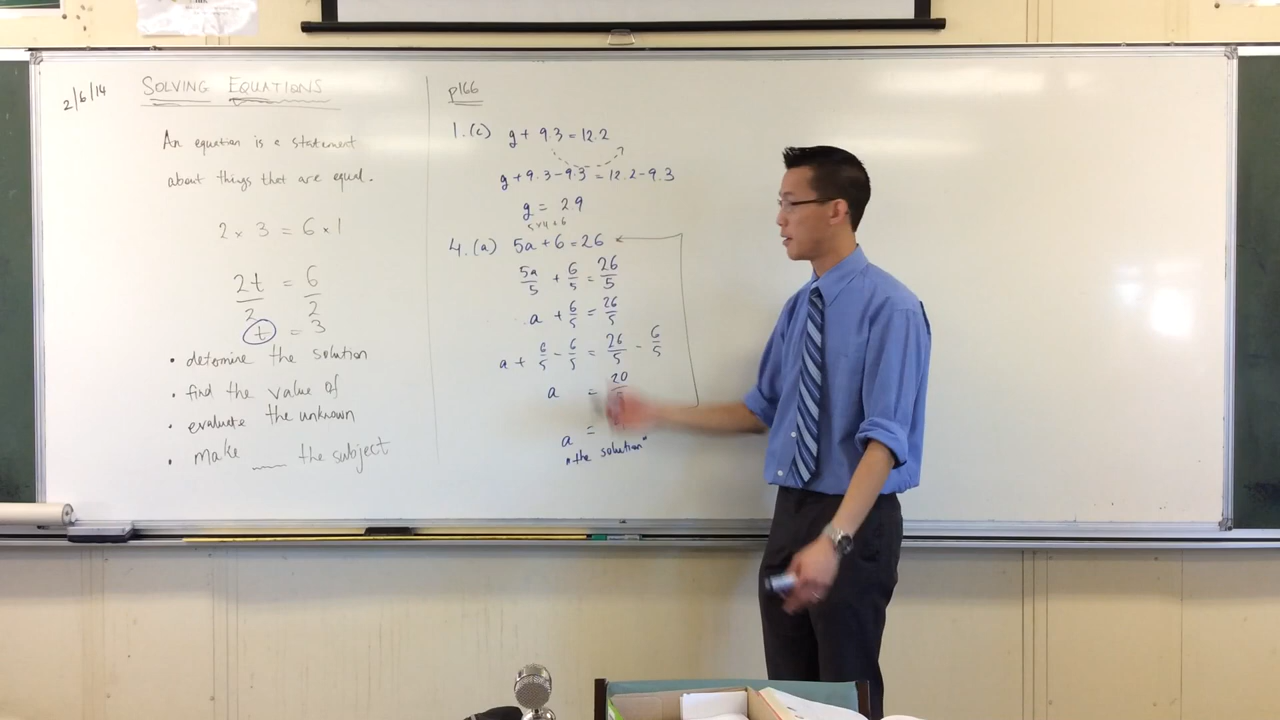 2/6/14
SOLVING EQUATIONS
An equation is a statement
about things that are equal.
2 × 3 = 6 × 1
2t/2 = 6/2
t = 3
• determine the solution
• find the value of
• evaluate the unknown
• make ___ the subject
p166
1. (c) g + 9.3 = 12.2
g + 9.3 - 9.3 = 12.2 - 9.3
g = 2.9
5 × 4 + 6
4. (a) 5a + 6 = 26
5a/5 + 6/5 = 26/5
a + 6/5 = 26/5
a + 6/5 - 6/5 = 26/5 - 6/5
a = 20
a =
"the solution"